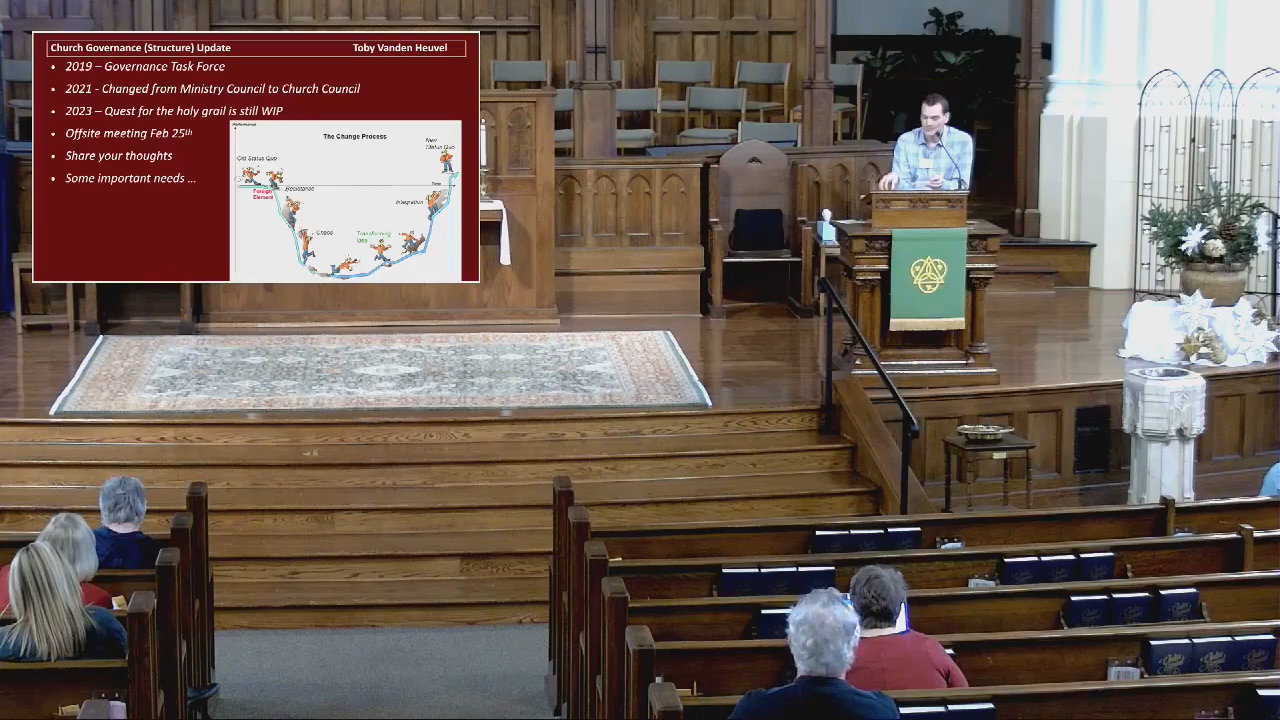 Church Governance (Structure) Update Toby Vanden Heuvel
• 2019 – Governance Task Force
• 2021 - Changed from Ministry Council to Church Council
• 2023 – Quest for the holy grail is still WIP
• Offsite meeting Feb 25th
• Share your thoughts
• Some important needs ...
Performance
The Change Process
New
Status Quo
Old Status Quo
Time
Foreign
Element
Resistance
Integration
Chaos
Transforming
Idea